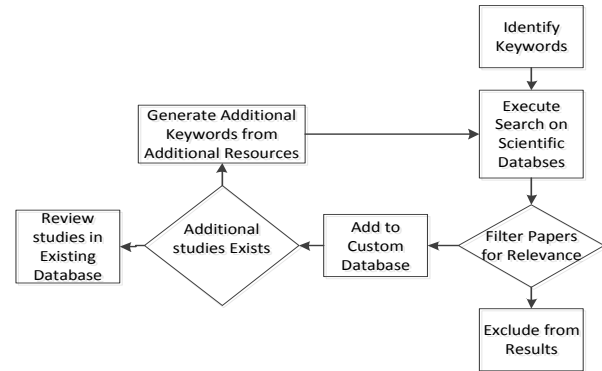 Identify
Keywords
Generate Additional
Keywords from
Additional Resources
Execute
Search on
Scientific
Databses
Review
studies in
Existing
Database
Additional
studies Exists
Add to
Custom
Database
Filter Papers
for Relevance
Exclude from
Results